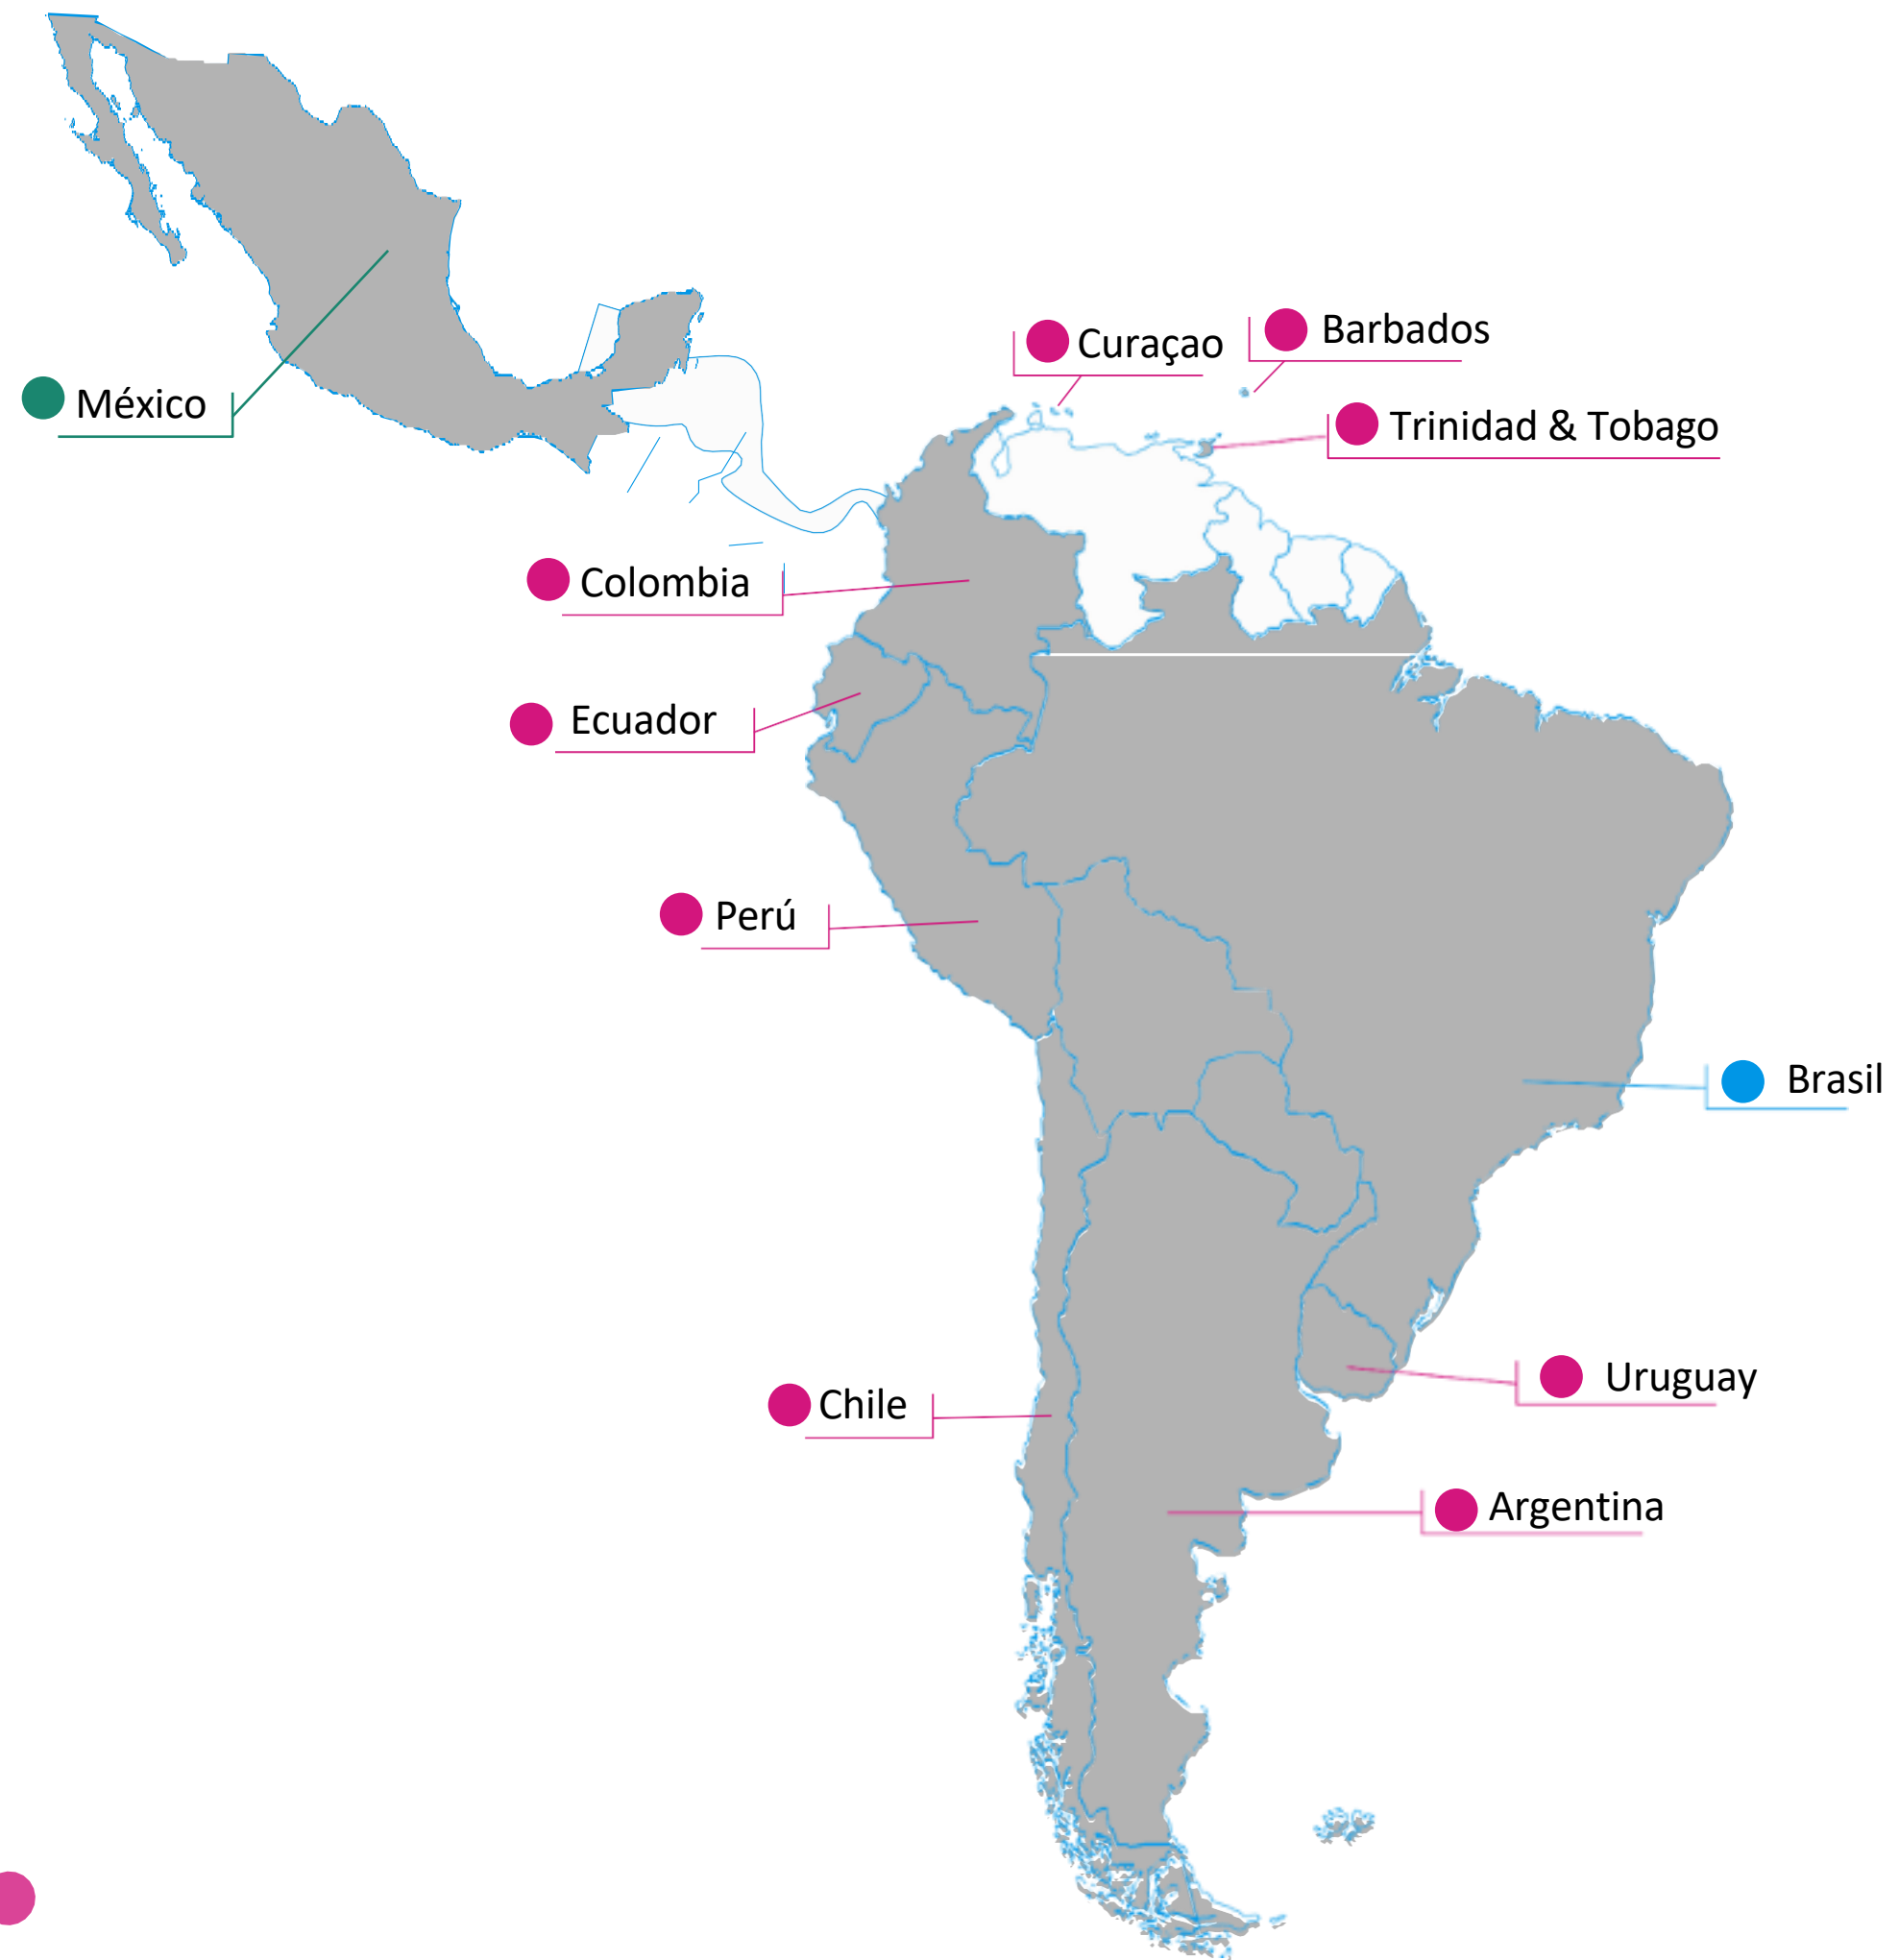 Barbados
Curaçao
México
Trinidad & Tobago
Colombia
Ecuador
Perú
Brasil
Uruguay
Chile
Argentina